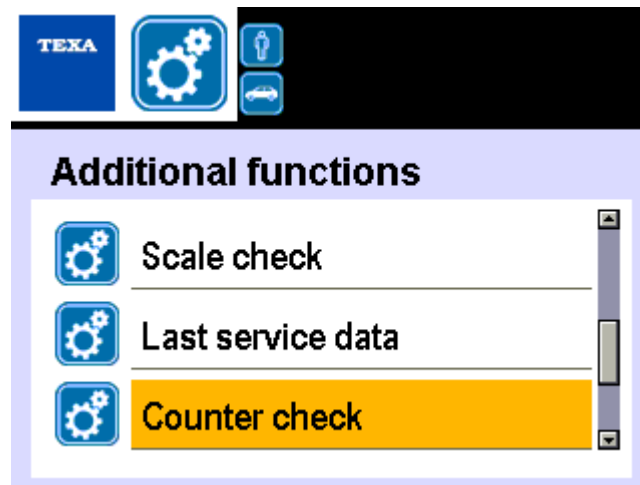 TEXA
Additional functions
Scale check
Last service data
Counter check